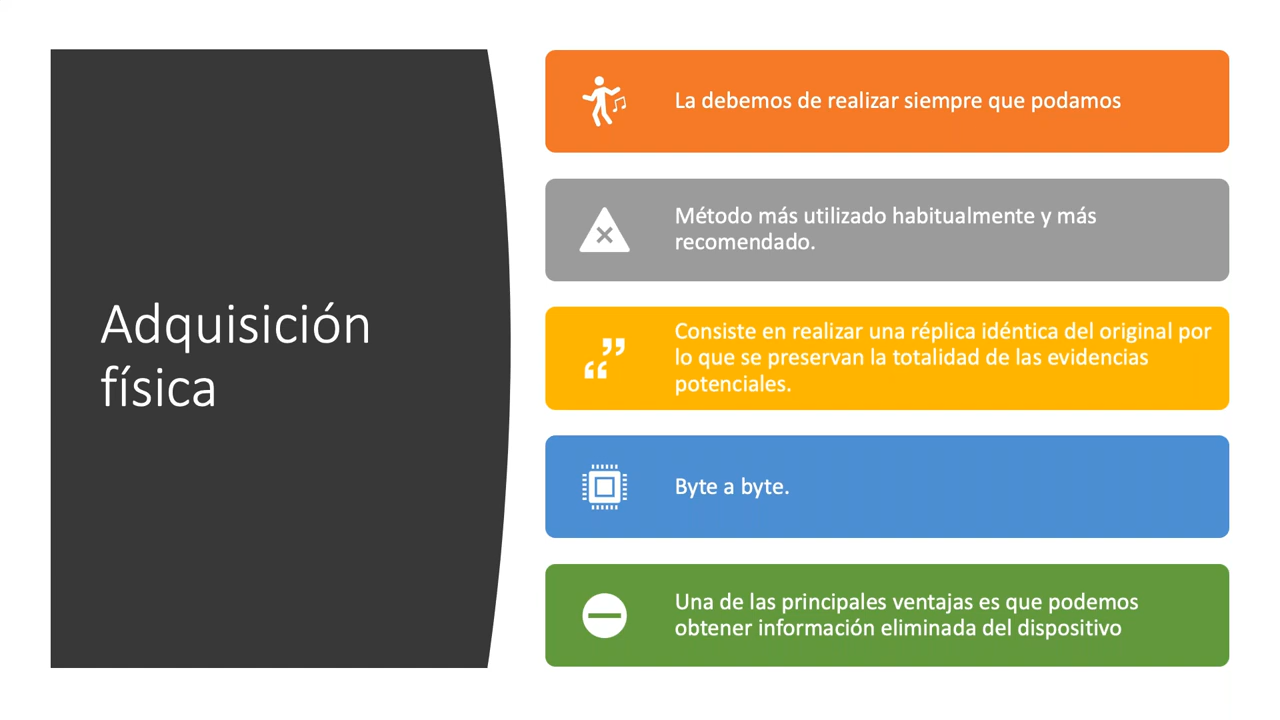 Adquisición
física
La debemos de realizar siempre que podamos
Método más utilizado habitualmente y más
recomendado.
Consiste en realizar una réplica idéntica del original por
lo que se preservan la totalidad de las evidencias
potenciales.
Byte a byte.
Una de las principales ventajas es que podemos
obtener información eliminada del dispositivo